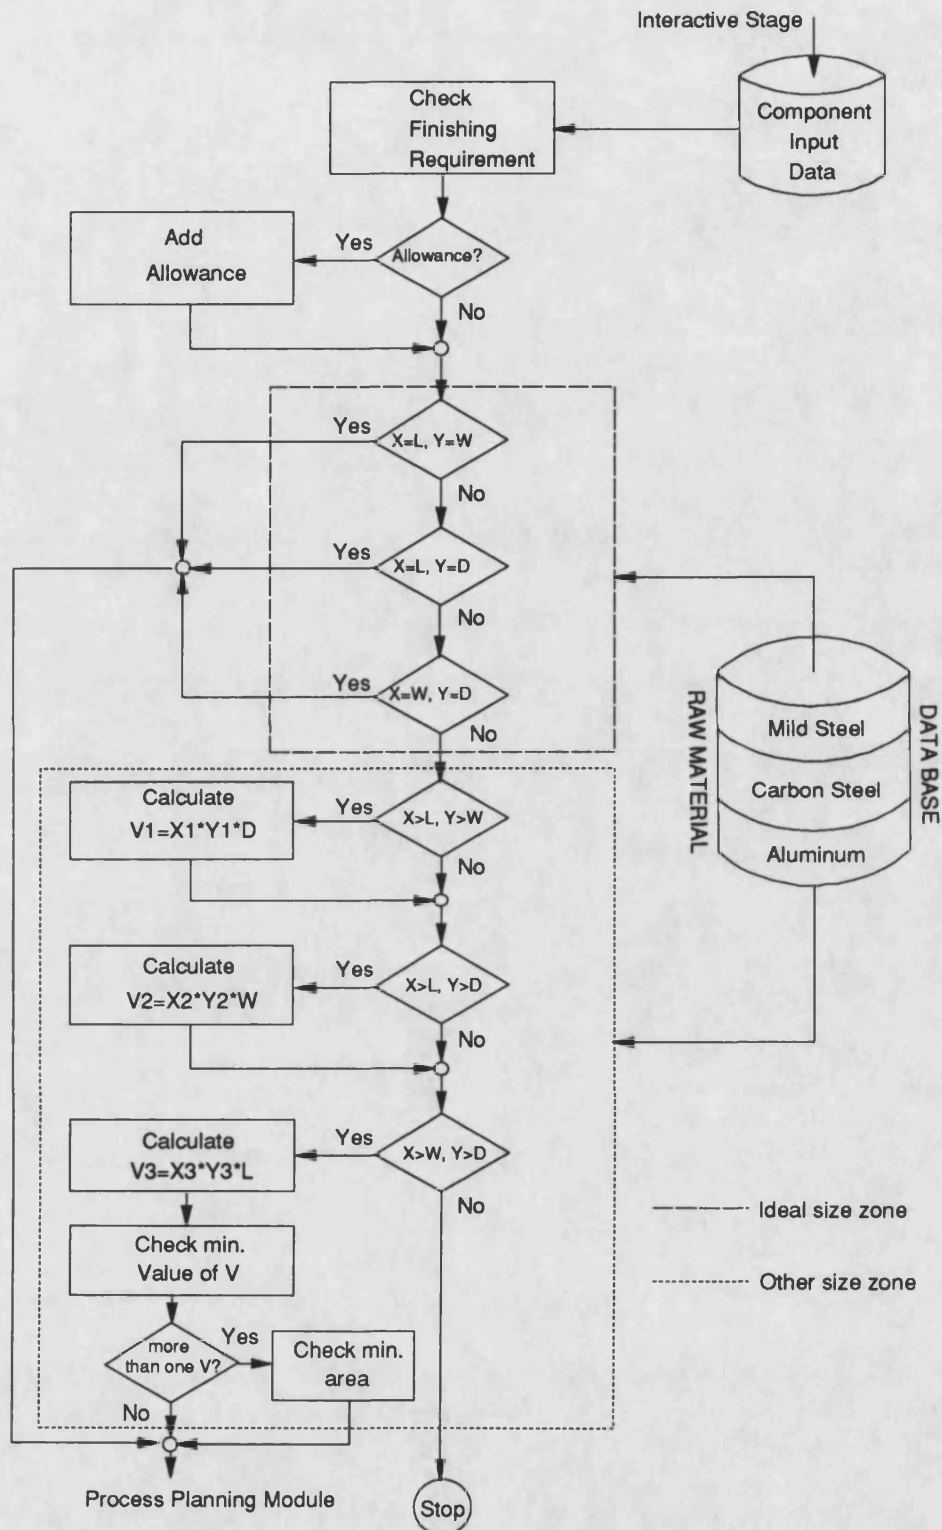 Interactive Stage
Component
Input
Data
Check
Finishing
Requirement
Add
Allowance
Yes
Allowance?
No
Yes
X=L, Y=W
No
Yes
X=L, Y=D
No
Yes
X=W, Y=D
No
RAW MATERIAL
DATA BASE
Mild Steel
Carbon Steel
Aluminum
Calculate
V1=X1*Y1*D
Yes
X>L, Y>W
No
Calculate
V2=X2*Y2*W
Yes
X>L, Y>D
No
Calculate
V3=X3*Y3*L
Yes
X>W, Y>D
No
Check min.
Value of V
more
than one V?
Yes
Check min.
area
No
Process Planning Module
Stop
Ideal size zone
Other size zone